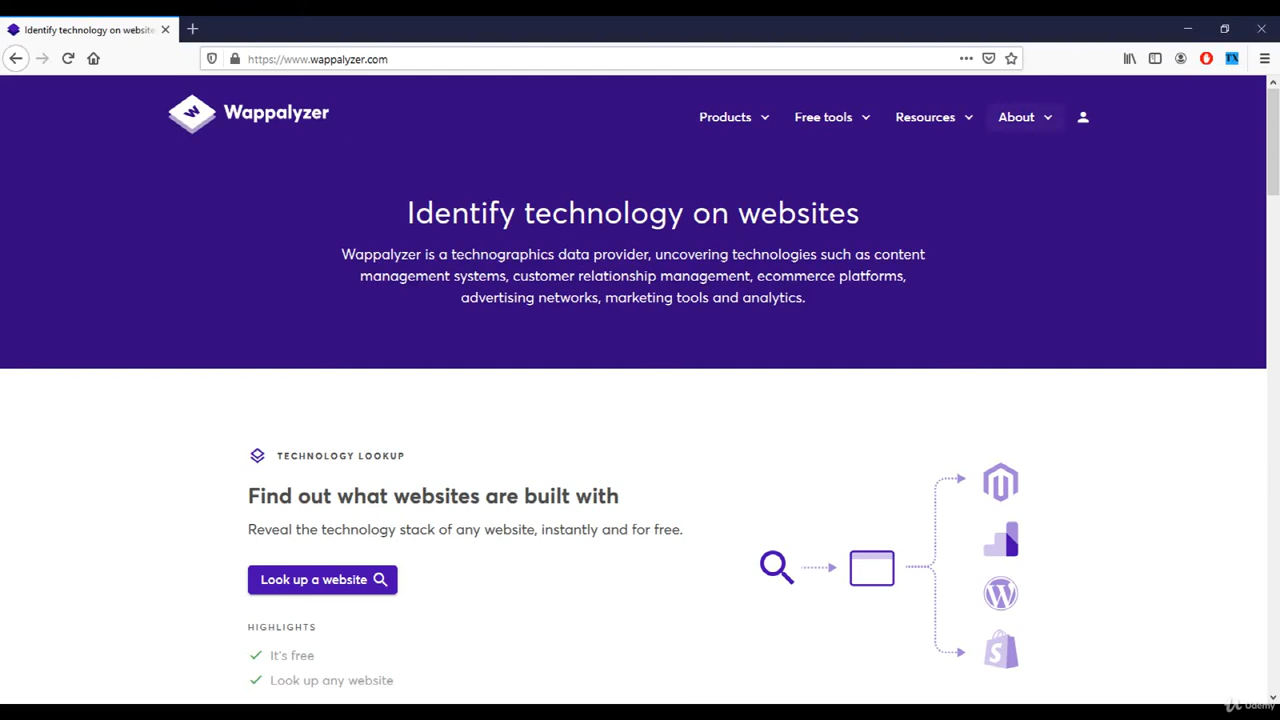 Identify technology on website
https://www.wappalyzer.com
TX
W
Wappalyzer
Products
Free tools
Resources
About
Identify technology on websites
Wappalyzer is a technographics data provider, uncovering technologies such as content
management systems, customer relationship management, ecommerce platforms,
advertising networks, marketing tools and analytics.
TECHNOLOGY LOOKUP
Find out what websites are built with
Reveal the technology stack of any website, instantly and for free.
Look up a website
HIGHLIGHTS
It's free
Look up any website
Udemy